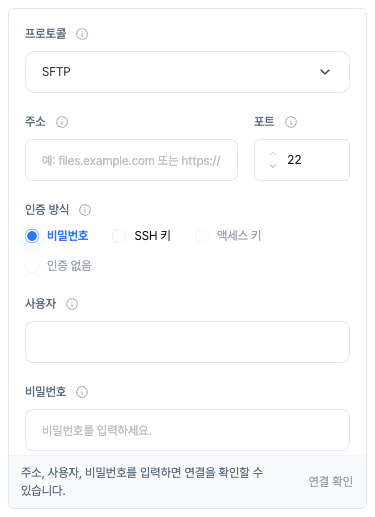 프로토콜
SFTP
주소 포트
예: files.example.com 또는 https:// 22
인증 방식
비밀번호 SSH 키 액세스 키
인증 없음
사용자
비밀번호
비밀번호를 입력하세요.
주소, 사용자, 비밀번호를 입력하면 연결을 확인할 수
있습니다.
연결 확인